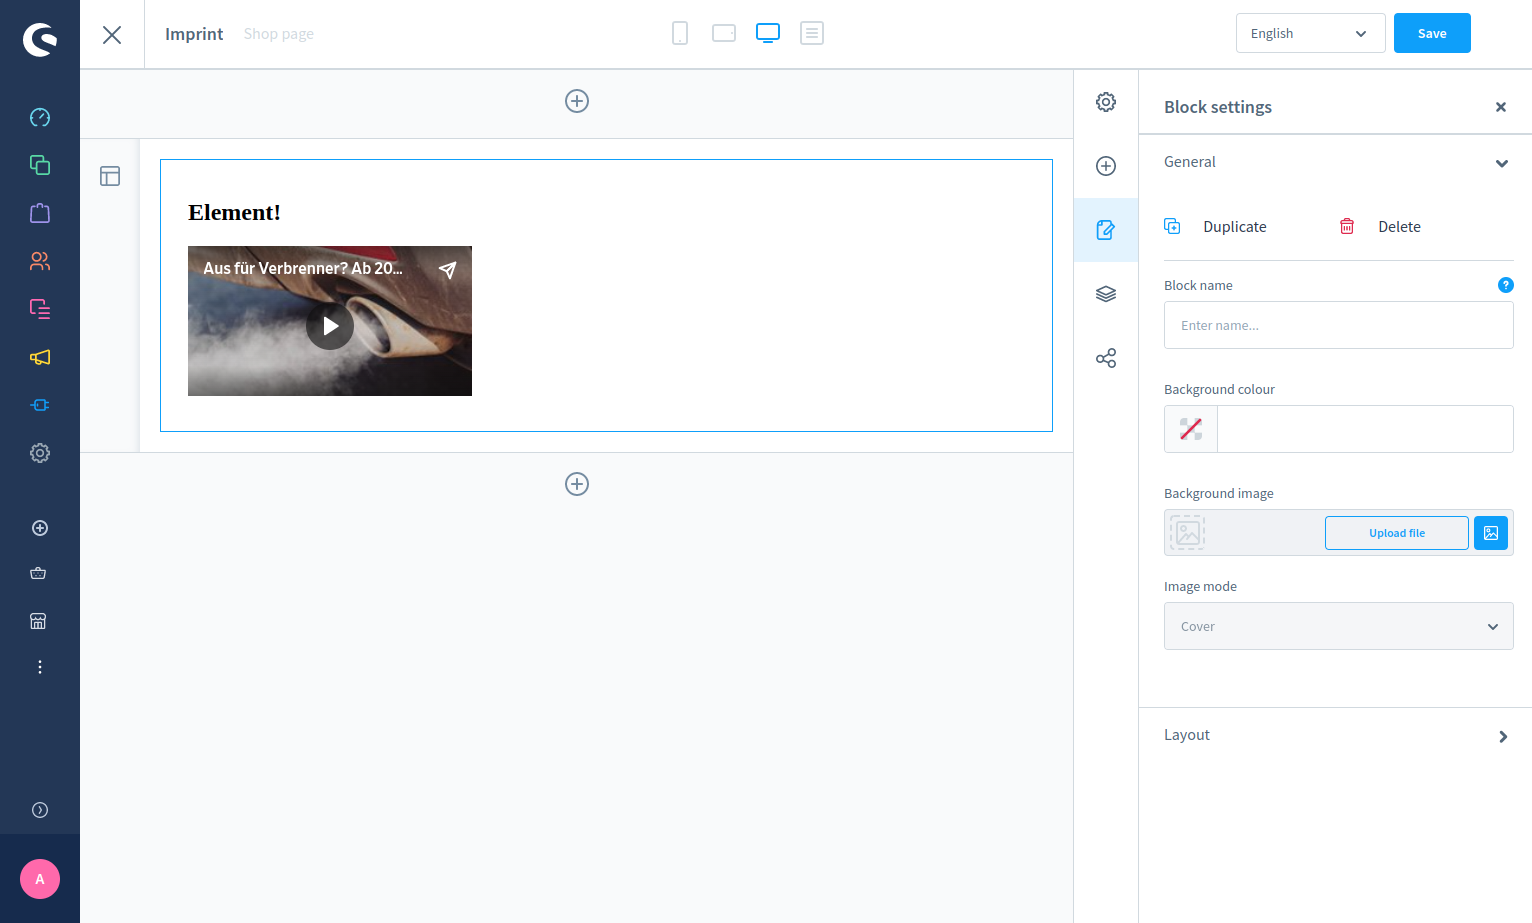 Imprint
Shop page
English
Save
Element!
Aus für Verbrenner? Ab 20...
Block settings
General
Duplicate
Delete
Block name
?
Enter name...
Background colour
Background image
Upload file
Image mode
Cover
Layout
A